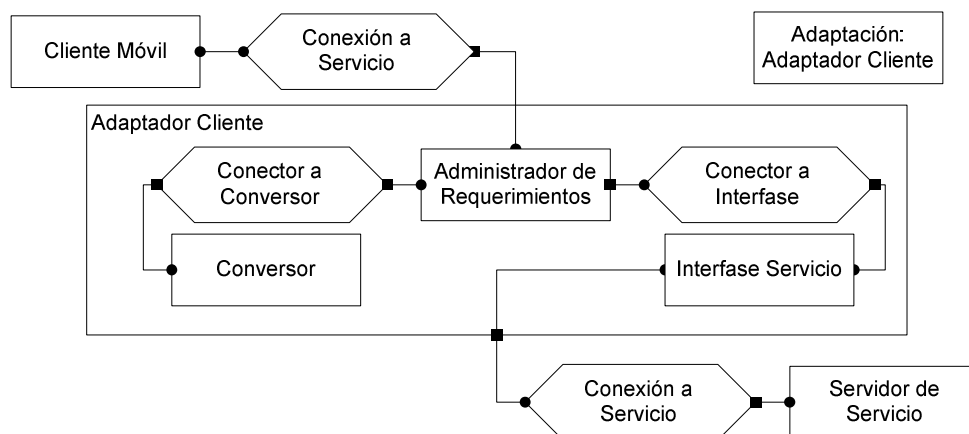 Cliente Móvil
Conexión a
Servicio
Adaptación:
Adaptador Cliente
Adaptador Cliente
Conector a
Conversor
Administrador de
Requerimientos
Conector a
Interfase
Conversor
Interfase Servicio
Conexión a
Servicio
Servidor de
Servicio